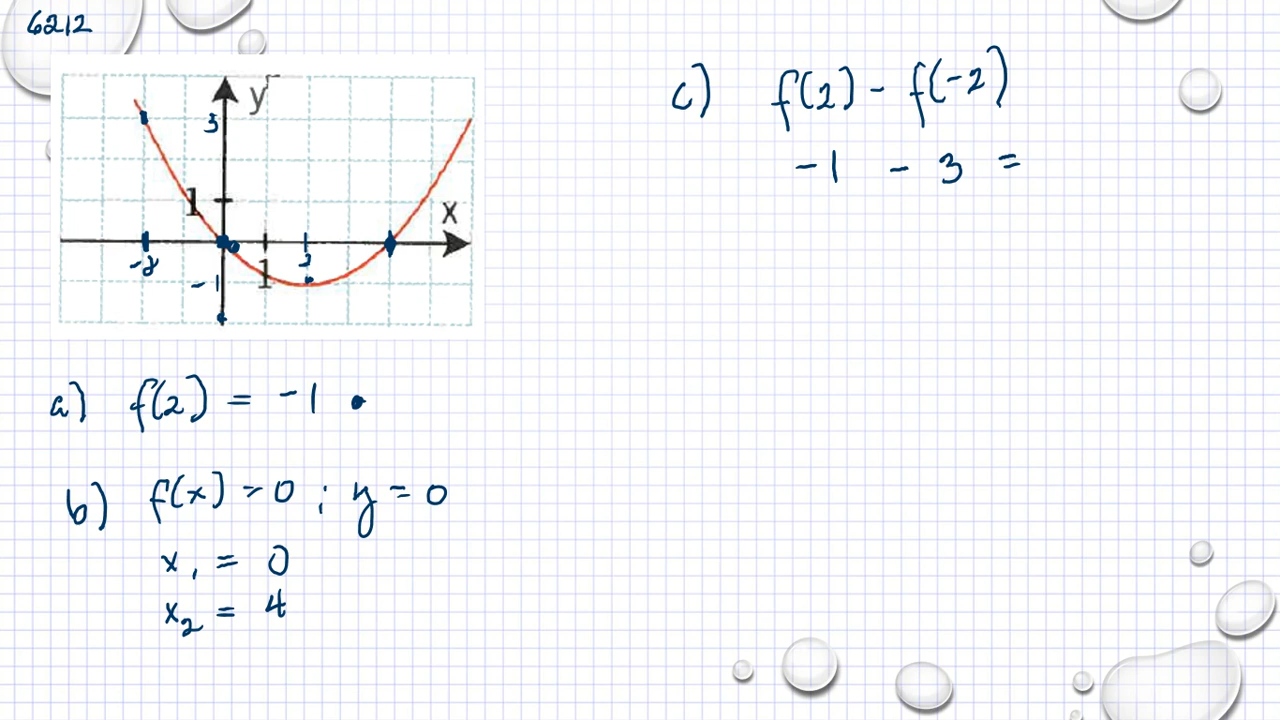 6212
y
3
1
x
-2
2
-1
1
a) f(2) = -1 •
b) f(x) = 0 ; y = 0
x₁ = 0
x₂ = 4
c) f(2) - f(-2)
-1 - 3 =